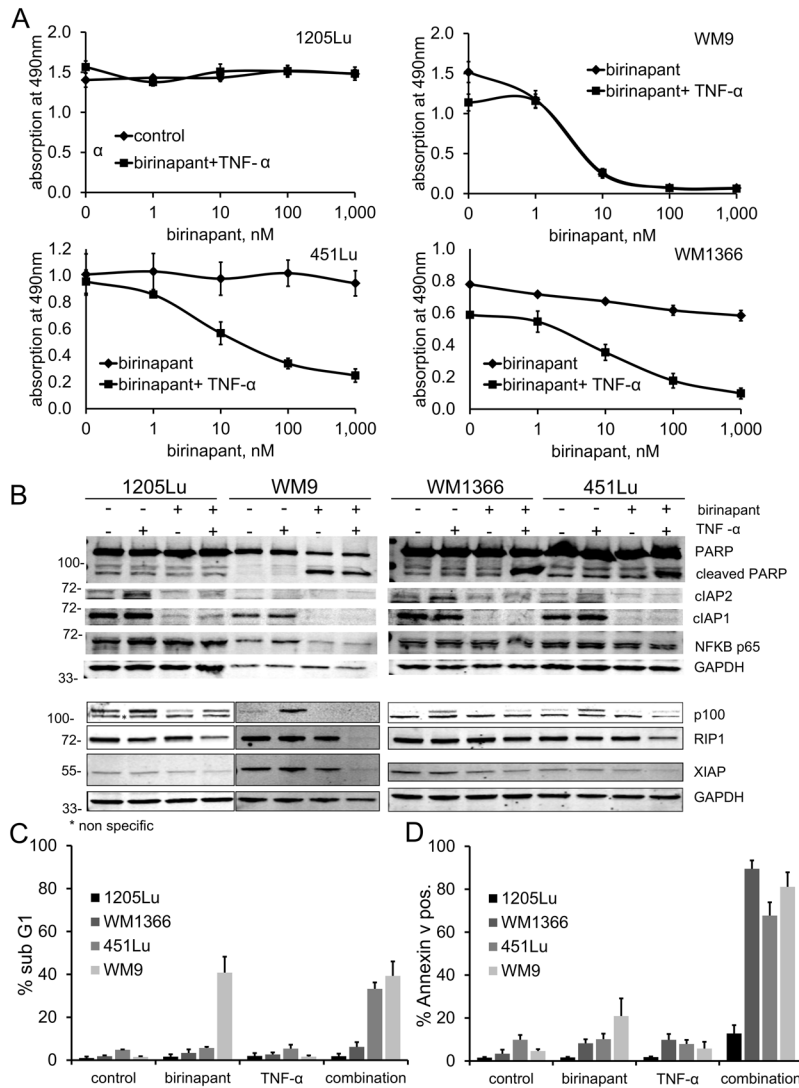 A
1205Lu
absorption at 490nm
2.0
1.5
1.0
0.5
0.0
α
control
birinapant+TNF- α
0 1 10 100 1,000
birinapant, nM
WM9
absorption at 490nm
2.0
1.5
1.0
0.5
0.0
birinapant
birinapant+ TNF-α
0 1 10 100 1,000
birinapant, nM
451Lu
absorption at 490nm
1.2
1.0
0.8
0.6
0.4
0.2
0.0
birinapant
birinapant+ TNF-α
0 1 10 100 1,000
birinapant, nM
WM1366
absorption at 490nm
1.0
0.8
0.6
0.4
0.2
0.0
birinapant
birinapant+ TNF-α
0 1 10 100 1,000
birinapant, nM
B
1205Lu WM9 WM1366 451Lu
- - + + - - + + - - + + - - + + birinapant
- + - + - + - + - + - + - + - + TNF -α
PARP
100-
cleaved PARP
72-
cIAP2
72-
cIAP1
72-
NFKB p65
GAPDH
33-
p100
100-
*
72-
RIP1
55-
XIAP
GAPDH
33-
* non specific
C
% sub G1
100
80
60
40
20
0
1205Lu
WM1366
451Lu
WM9
control birinapant TNF-α combination
D
% Annexin v pos.
100
80
60
40
20
0
1205Lu
WM1366
451Lu
WM9
control birinapant TNF-α combination